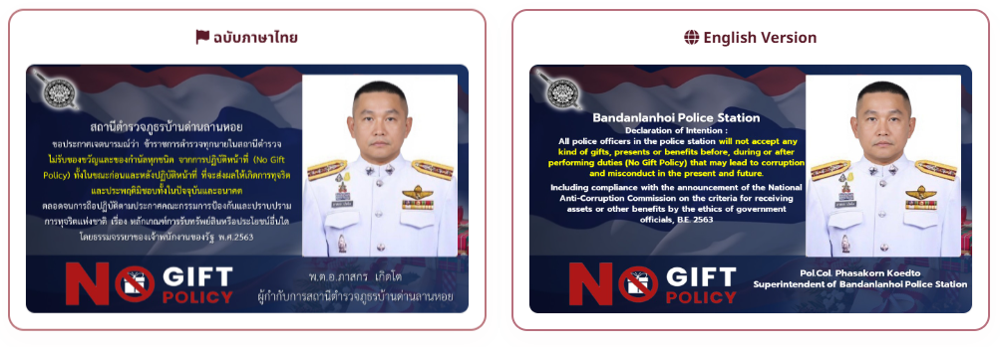 ฉบับภาษาไทย
สถานีตำรวจภูธรบ้านด่านลานหอย
ขอประกาศเจตนารมณ์ว่า ข้าราชการตำรวจทุกนายในสถานีตำรวจ
ไม่รับของขวัญและของกำนัลทุกชนิด จากการปฏิบัติหน้าที่ (No Gift
Policy) ทั้งในขณะก่อนและหลังปฏิบัติหน้าที่ ที่จะส่งผลให้เกิดการทุจริต
และประพฤติมิชอบทั้งในปัจจุบันและอนาคต
ตลอดจนการถือปฏิบัติตามประกาศคณะกรรมการป้องกันและปราบปราม
การทุจริตแห่งชาติ เรื่อง หลักเกณฑ์การรับทรัพย์สินหรือประโยชน์อื่นใด
โดยธรรมจรรยาของเจ้าพนักงานของรัฐ พ.ศ.2563
NO GIFT
POLICY
พ.ต.อ.ภาสกร เกิดโต
ผู้กำกับการสถานีตำรวจภูธรบ้านด่านลานหอย
English Version
Bandanlanhoi Police Station
Declaration of Intention :
All police officers in the police station will not accept any
kind of gifts, presents or benefits before, during or after
performing duties (No Gift Policy) that may lead to corruption
and misconduct in the present and future.
Including compliance with the announcement of the National
Anti-Corruption Commission on the criteria for receiving
assets or other benefits by the ethics of government
officials, B.E. 2563
NO GIFT
POLICY
Pol.Col. Phasakorn Koedto
Superintendent of Bandanlanhoi Police Station